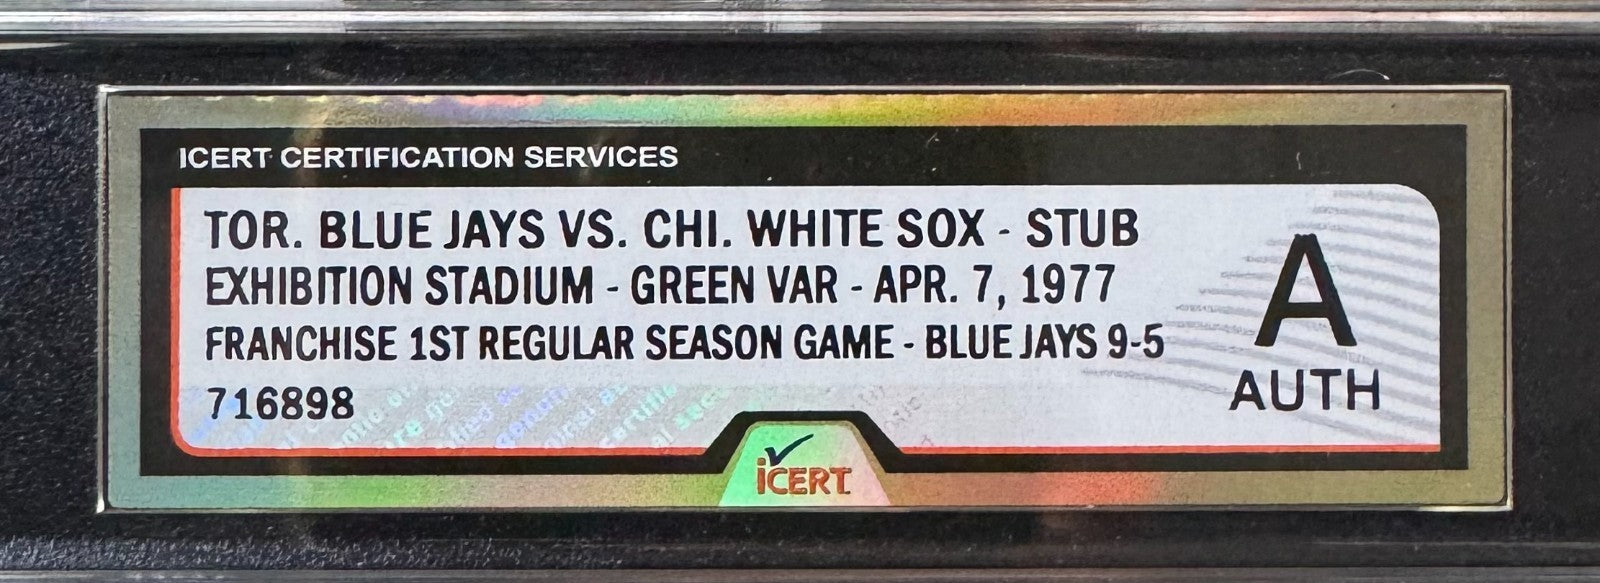 ICERT CERTIFICATION SERVICES
TOR. BLUE JAYS VS. CHI. WHITE SOX - STUB
EXHIBITION STADIUM - GREEN VAR - APR. 7, 1977
FRANCHISE 1ST REGULAR SEASON GAME - BLUE JAYS 9-5
716898
A
AUTH
iCERT